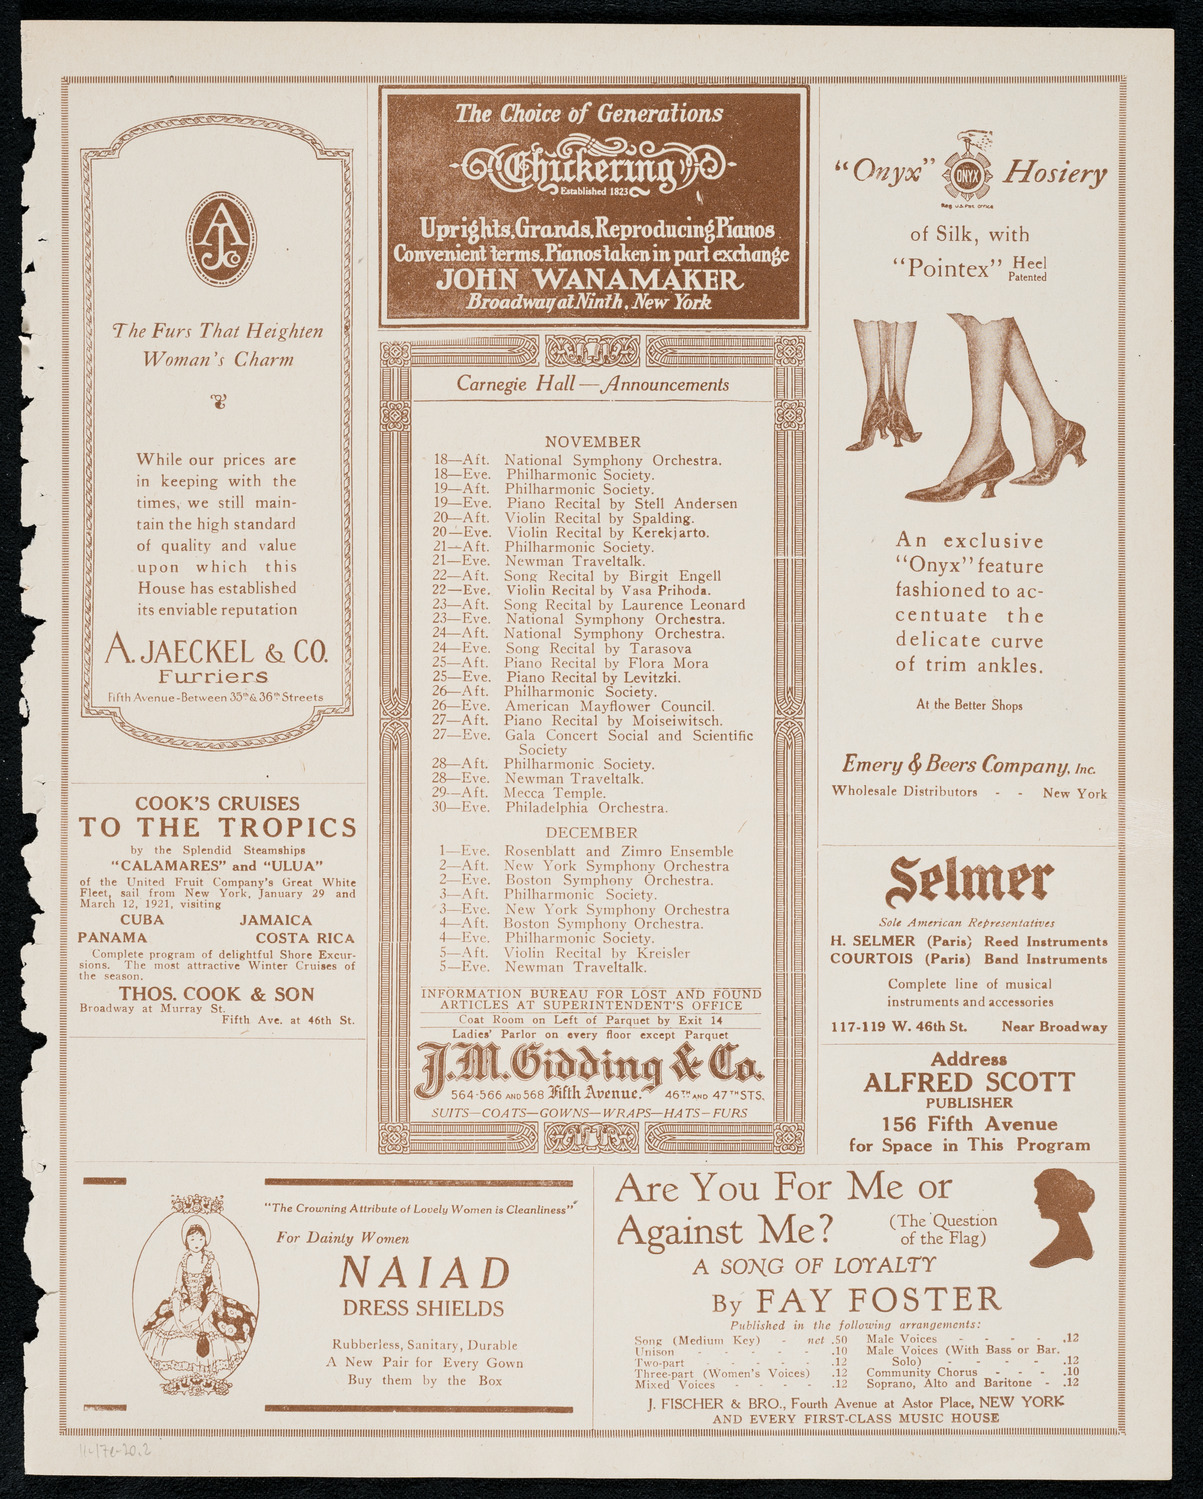 AJCo
The Furs That Heighten
Woman's Charm
While our prices are
in keeping with the
times, we still main-
tain the high standard
of quality and value
upon which this
House has established
its enviable reputation
A. JAECKEL & CO.
Furriers
Fifth Avenue-Between 35th & 36th Streets
COOK'S CRUISES
TO THE TROPICS
by the Splendid Steamships
"CALAMARES" and "ULUA"
of the United Fruit Company's Great White
Fleet, sail from New York, January 29 and
March 12, 1921, visiting
CUBA JAMAICA
PANAMA COSTA RICA
Complete program of delightful Shore Excur-
sions. The most attractive Winter Cruises of
the season.
THOS. COOK & SON
Broadway at Murray St.
Fifth Ave. at 46th St.
The Choice of Generations
Chickering
Established 1823
Uprights, Grands, Reproducing Pianos
Convenient terms. Pianos taken in part exchange
JOHN WANAMAKER
Broadway at Ninth, New York
Carnegie Hall—Announcements
NOVEMBER
18—Aft. National Symphony Orchestra.
18—Eve. Philharmonic Society.
19—Aft. Philharmonic Society.
19—Eve. Piano Recital by Stell Andersen
20—Aft. Violin Recital by Spalding.
20—Eve. Violin Recital by Kerekjarto.
21—Aft. Philharmonic Society.
21—Eve. Newman Traveltalk.
22—Aft. Song Recital by Birgit Engell
22—Eve. Violin Recital by Vasa Prihoda.
23—Aft. Song Recital by Laurence Leonard
23—Eve. National Symphony Orchestra.
24—Aft. National Symphony Orchestra.
24—Eve. Song Recital by Tarasova
25—Aft. Piano Recital by Flora Mora
25—Eve. Piano Recital by Levitzki.
26—Aft. Philharmonic Society.
26—Eve. American Mayflower Council.
27—Aft. Piano Recital by Moiseiwitsch.
27—Eve. Gala Concert Social and Scientific
Society
28—Aft. Philharmonic Society.
28—Eve. Newman Traveltalk.
29—Aft. Mecca Temple.
30—Eve. Philadelphia Orchestra.
DECEMBER
1—Eve. Rosenblatt and Zimro Ensemble
2—Aft. New York Symphony Orchestra
2—Eve. Boston Symphony Orchestra.
3—Aft. Philharmonic Society.
3—Eve. New York Symphony Orchestra
4—Aft. Boston Symphony Orchestra.
4—Eve. Philharmonic Society.
5—Aft. Violin Recital by Kreisler
5—Eve. Newman Traveltalk.
INFORMATION BUREAU FOR LOST AND FOUND
ARTICLES AT SUPERINTENDENT'S OFFICE
Coat Room on Left of Parquet by Exit 14
Ladies' Parlor on every floor except Parquet
J.M. Gidding & Co.
564-566 AND 568 Fifth Avenue. 46TH AND 47TH STS.
SUITS—COATS—GOWNS—WRAPS—HATS—FURS
"Onyx" ONYX Hosiery
Reg. U.S. Pat. Office
of Silk, with
"Pointex" Heel
Patented
An exclusive
"Onyx" feature
fashioned to ac-
centuate the
delicate curve
of trim ankles.
At the Better Shops
Emery & Beers Company, Inc.
Wholesale Distributors - - New York
Selmer
Sole American Representatives
H. SELMER (Paris) Reed Instruments
COURTOIS (Paris) Band Instruments
Complete line of musical
instruments and accessories
117-119 W. 46th St. Near Broadway
Address
ALFRED SCOTT
PUBLISHER
156 Fifth Avenue
for Space in This Program
"The Crowning Attribute of Lovely Women is Cleanliness"
For Dainty Women
NAIAD
DRESS SHIELDS
Rubberless, Sanitary, Durable
A New Pair for Every Gown
Buy them by the Box
Are You For Me or
Against Me? (The Question
of the Flag)
A SONG OF LOYALTY
By FAY FOSTER
Published in the following arrangements:
Song (Medium Key) - net .50
Unison - - - - - .10
Two-part - - - - - .12
Three-part (Women's Voices) .12
Mixed Voices - - - - .12
Male Voices - - - - .12
Male Voices (With Bass or Bar.
Solo) - - - - - .12
Community Chorus - - - .10
Soprano, Alto and Baritone - .12
J. FISCHER & BRO., Fourth Avenue at Astor Place, NEW YORK
AND EVERY FIRST-CLASS MUSIC HOUSE
11-17e-20.2